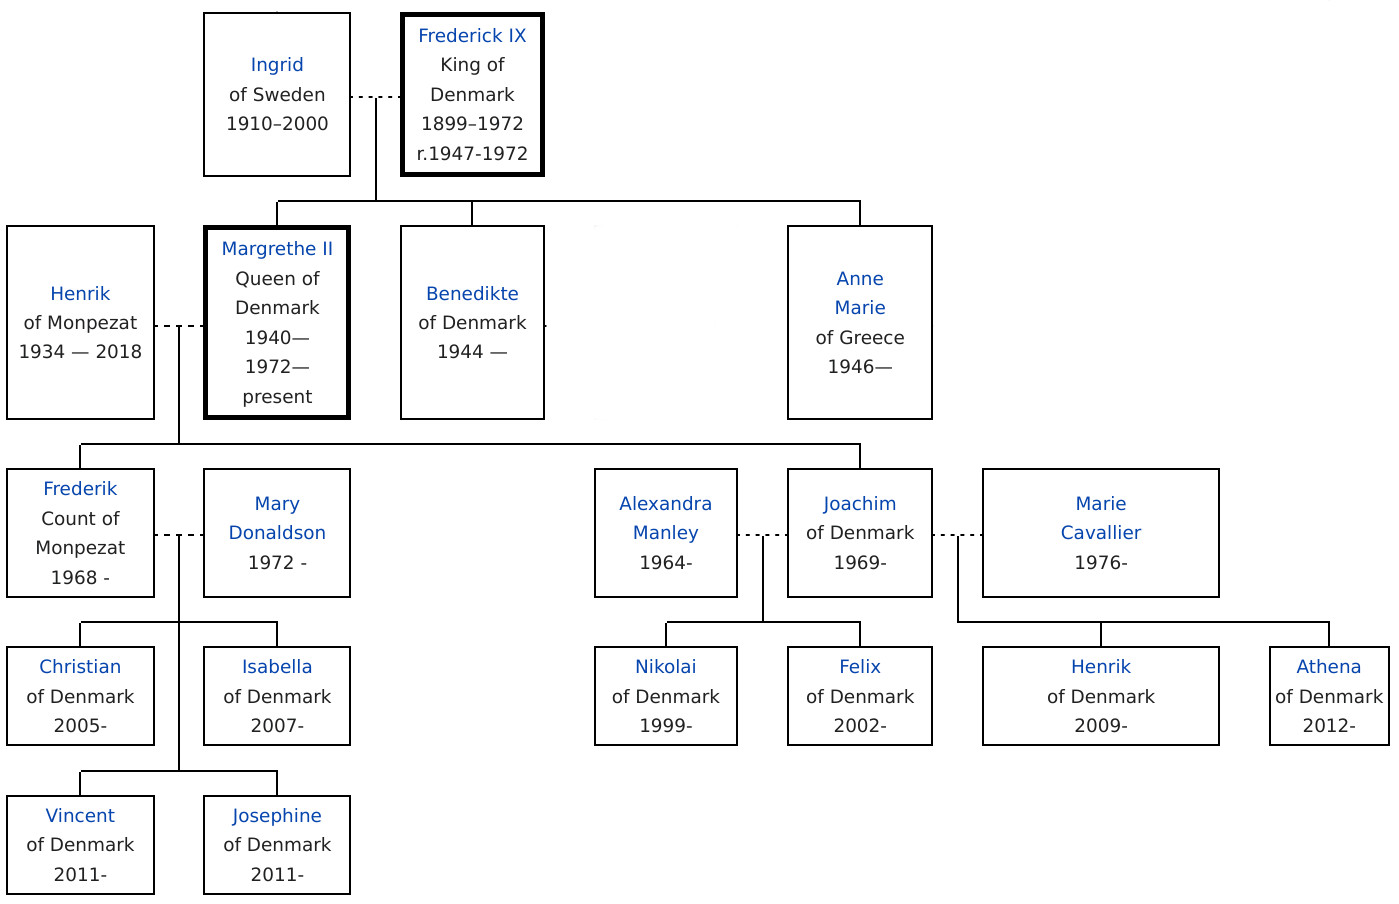 Ingrid
of Sweden
1910–2000
Frederick IX
King of
Denmark
1899–1972
r.1947-1972
Henrik
of Monpezat
1934 — 2018
Margrethe II
Queen of
Denmark
1940—
1972—
present
Benedikte
of Denmark
1944 —
Anne
Marie
of Greece
1946—
Frederik
Count of
Monpezat
1968 -
Mary
Donaldson
1972 -
Alexandra
Manley
1964-
Joachim
of Denmark
1969-
Marie
Cavallier
1976-
Christian
of Denmark
2005-
Isabella
of Denmark
2007-
Nikolai
of Denmark
1999-
Felix
of Denmark
2002-
Henrik
of Denmark
2009-
Athena
of Denmark
2012-
Vincent
of Denmark
2011-
Josephine
of Denmark
2011-